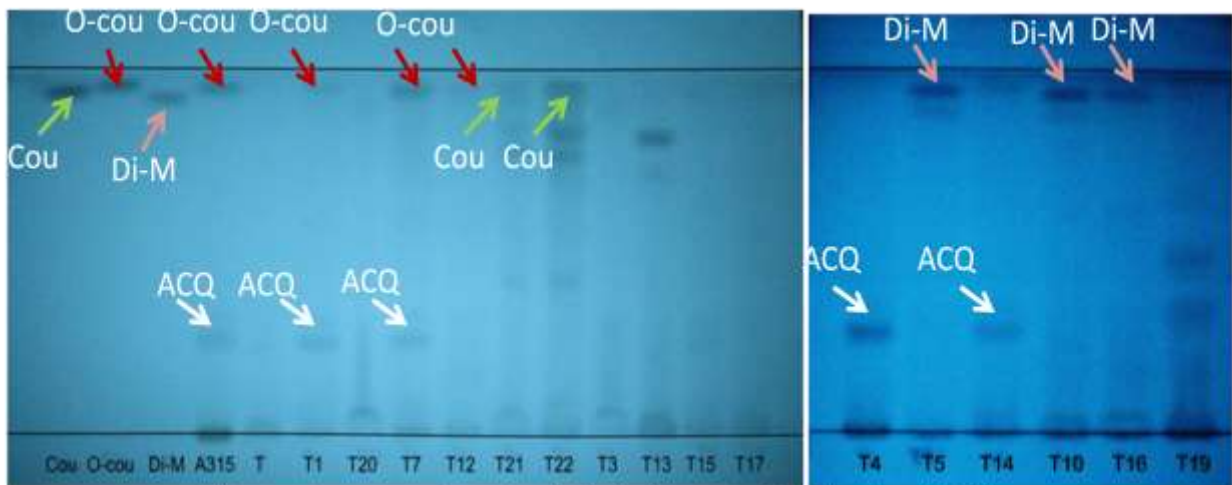 O-cou O-cou O-cou O-cou
Cou Di-M Cou Cou
ACQ ACQ ACQ
Cou O-cou Di-M A315 T T1 T20 T7 T12 T21 T22 T3 T13 T15 T17
Di-M Di-M Di-M
ACQ ACQ
T4 T5 T14 T10 T16 T19